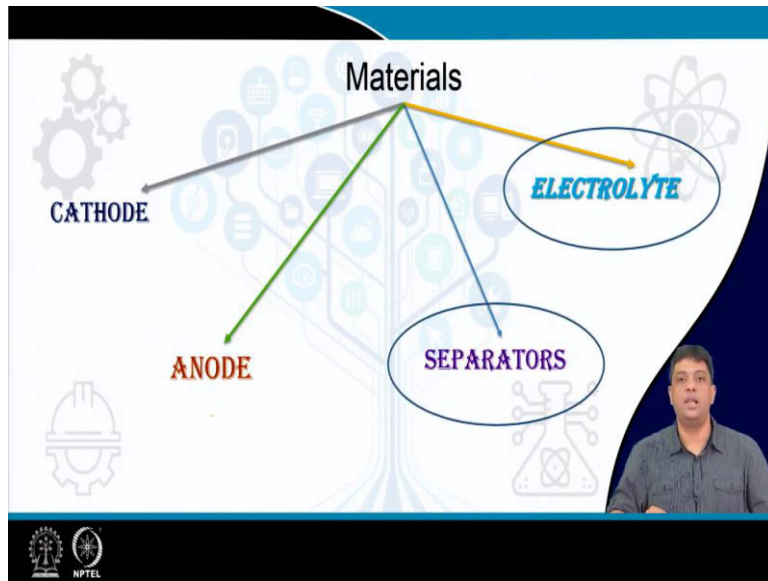 Materials
ELECTROLYTE
CATHODE
ANODE
SEPARATORS
NPTEL